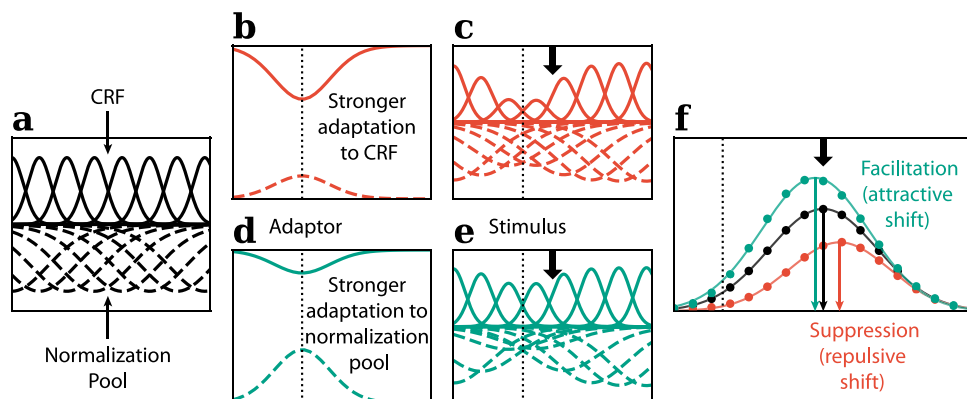 a
CRF
Normalization
Pool
b
Stronger
adaptation
to CRF
c
d
Adaptor
Stronger
adaptation to
normalization
pool
e
Stimulus
f
Facilitation
(attractive
shift)
Suppression
(repulsive
shift)